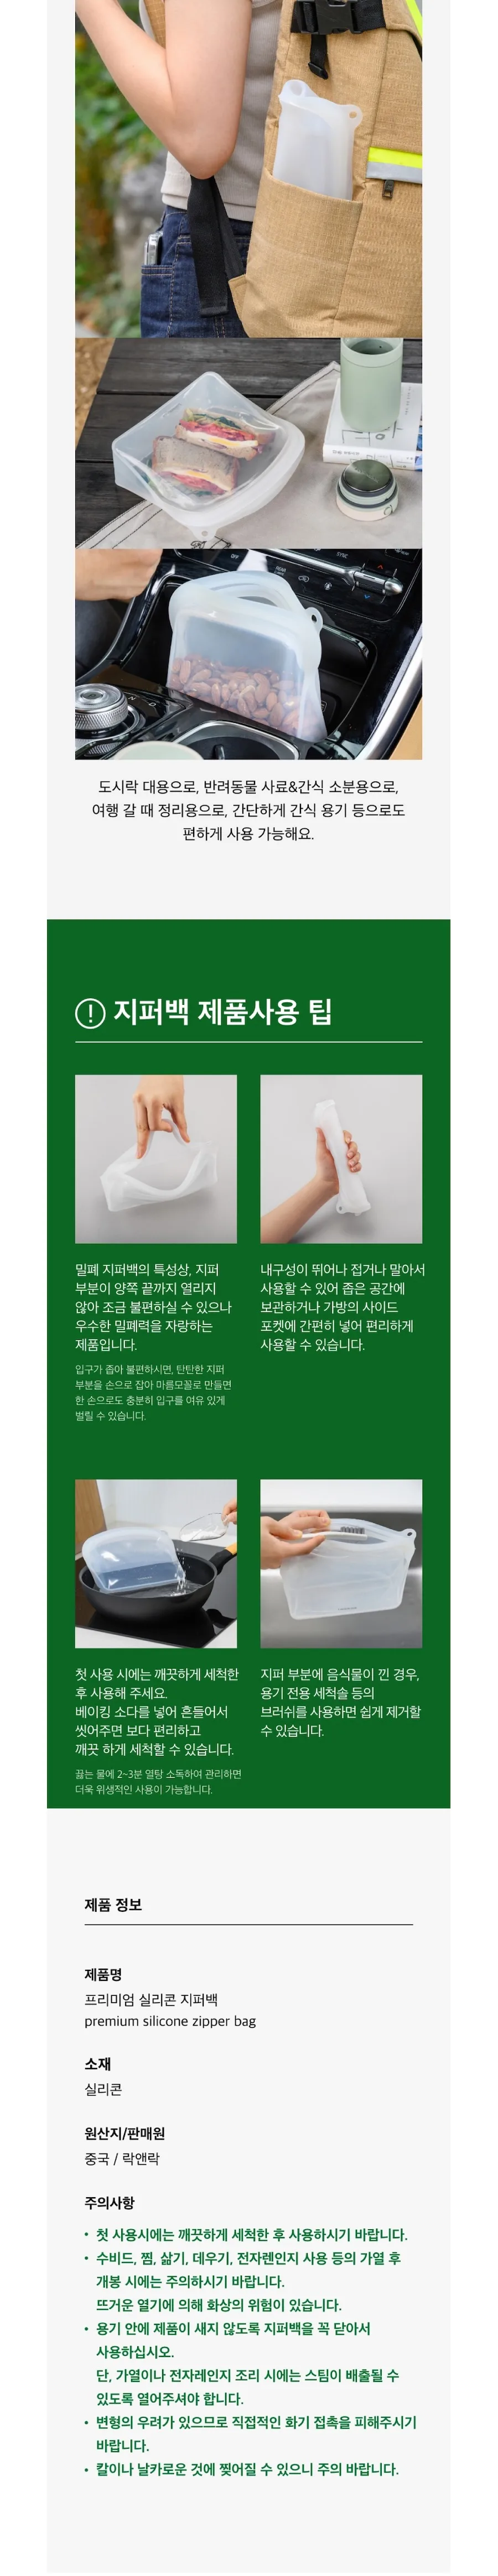 도시락 대용으로, 반려동물 사료&간식 소분용으로,
여행 갈 때 정리용으로, 간단하게 간식 용기 등으로도
편하게 사용 가능해요.
지퍼백 제품사용 팁
밀폐 지퍼백의 특성상, 지퍼
부분이 양쪽 끝까지 열리지
않아 조금 불편하실 수 있으나
우수한 밀폐력을 자랑하는
제품입니다.
입구가 좁아 불편하시면, 탄탄한 지퍼
부분을 손으로 잡아 마름모꼴로 만들면
한 손으로도 충분히 입구를 여유 있게
벌릴 수 있습니다.
내구성이 뛰어나 접거나 말아서
사용할 수 있어 좁은 공간에
보관하거나 가방의 사이드
포켓에 간편히 넣어 편리하게
사용할 수 있습니다.
첫 사용 시에는 깨끗하게 세척한
후 사용해 주세요.
베이킹 소다를 넣어 흔들어서
씻어주면 보다 편리하고
깨끗 하게 세척할 수 있습니다.
끓는 물에 2~3분 열탕 소독하여 관리하면
더욱 위생적인 사용이 가능합니다.
지퍼 부분에 음식물이 낀 경우,
용기 전용 세척솔 등의
브러쉬를 사용하면 쉽게 제거할
수 있습니다.
제품 정보
제품명
프리미엄 실리콘 지퍼백
premium silicone zipper bag
소재
실리콘
원산지/판매원
중국 / 락앤락
주의사항
• 첫 사용시에는 깨끗하게 세척한 후 사용하시기 바랍니다.
• 수비드, 찜, 삶기, 데우기, 전자렌인지 사용 등의 가열 후
개봉 시에는 주의하시기 바랍니다.
뜨거운 열기에 의해 화상의 위험이 있습니다.
• 용기 안에 제품이 새지 않도록 지퍼백을 꼭 닫아서
사용하십시오.
단, 가열이나 전자레인지 조리 시에는 스팀이 배출될 수
있도록 열어주셔야 합니다.
• 변형의 우려가 있으므로 직접적인 화기 접촉을 피해주시기
바랍니다.
• 칼이나 날카로운 것에 찢어질 수 있으니 주의 바랍니다.